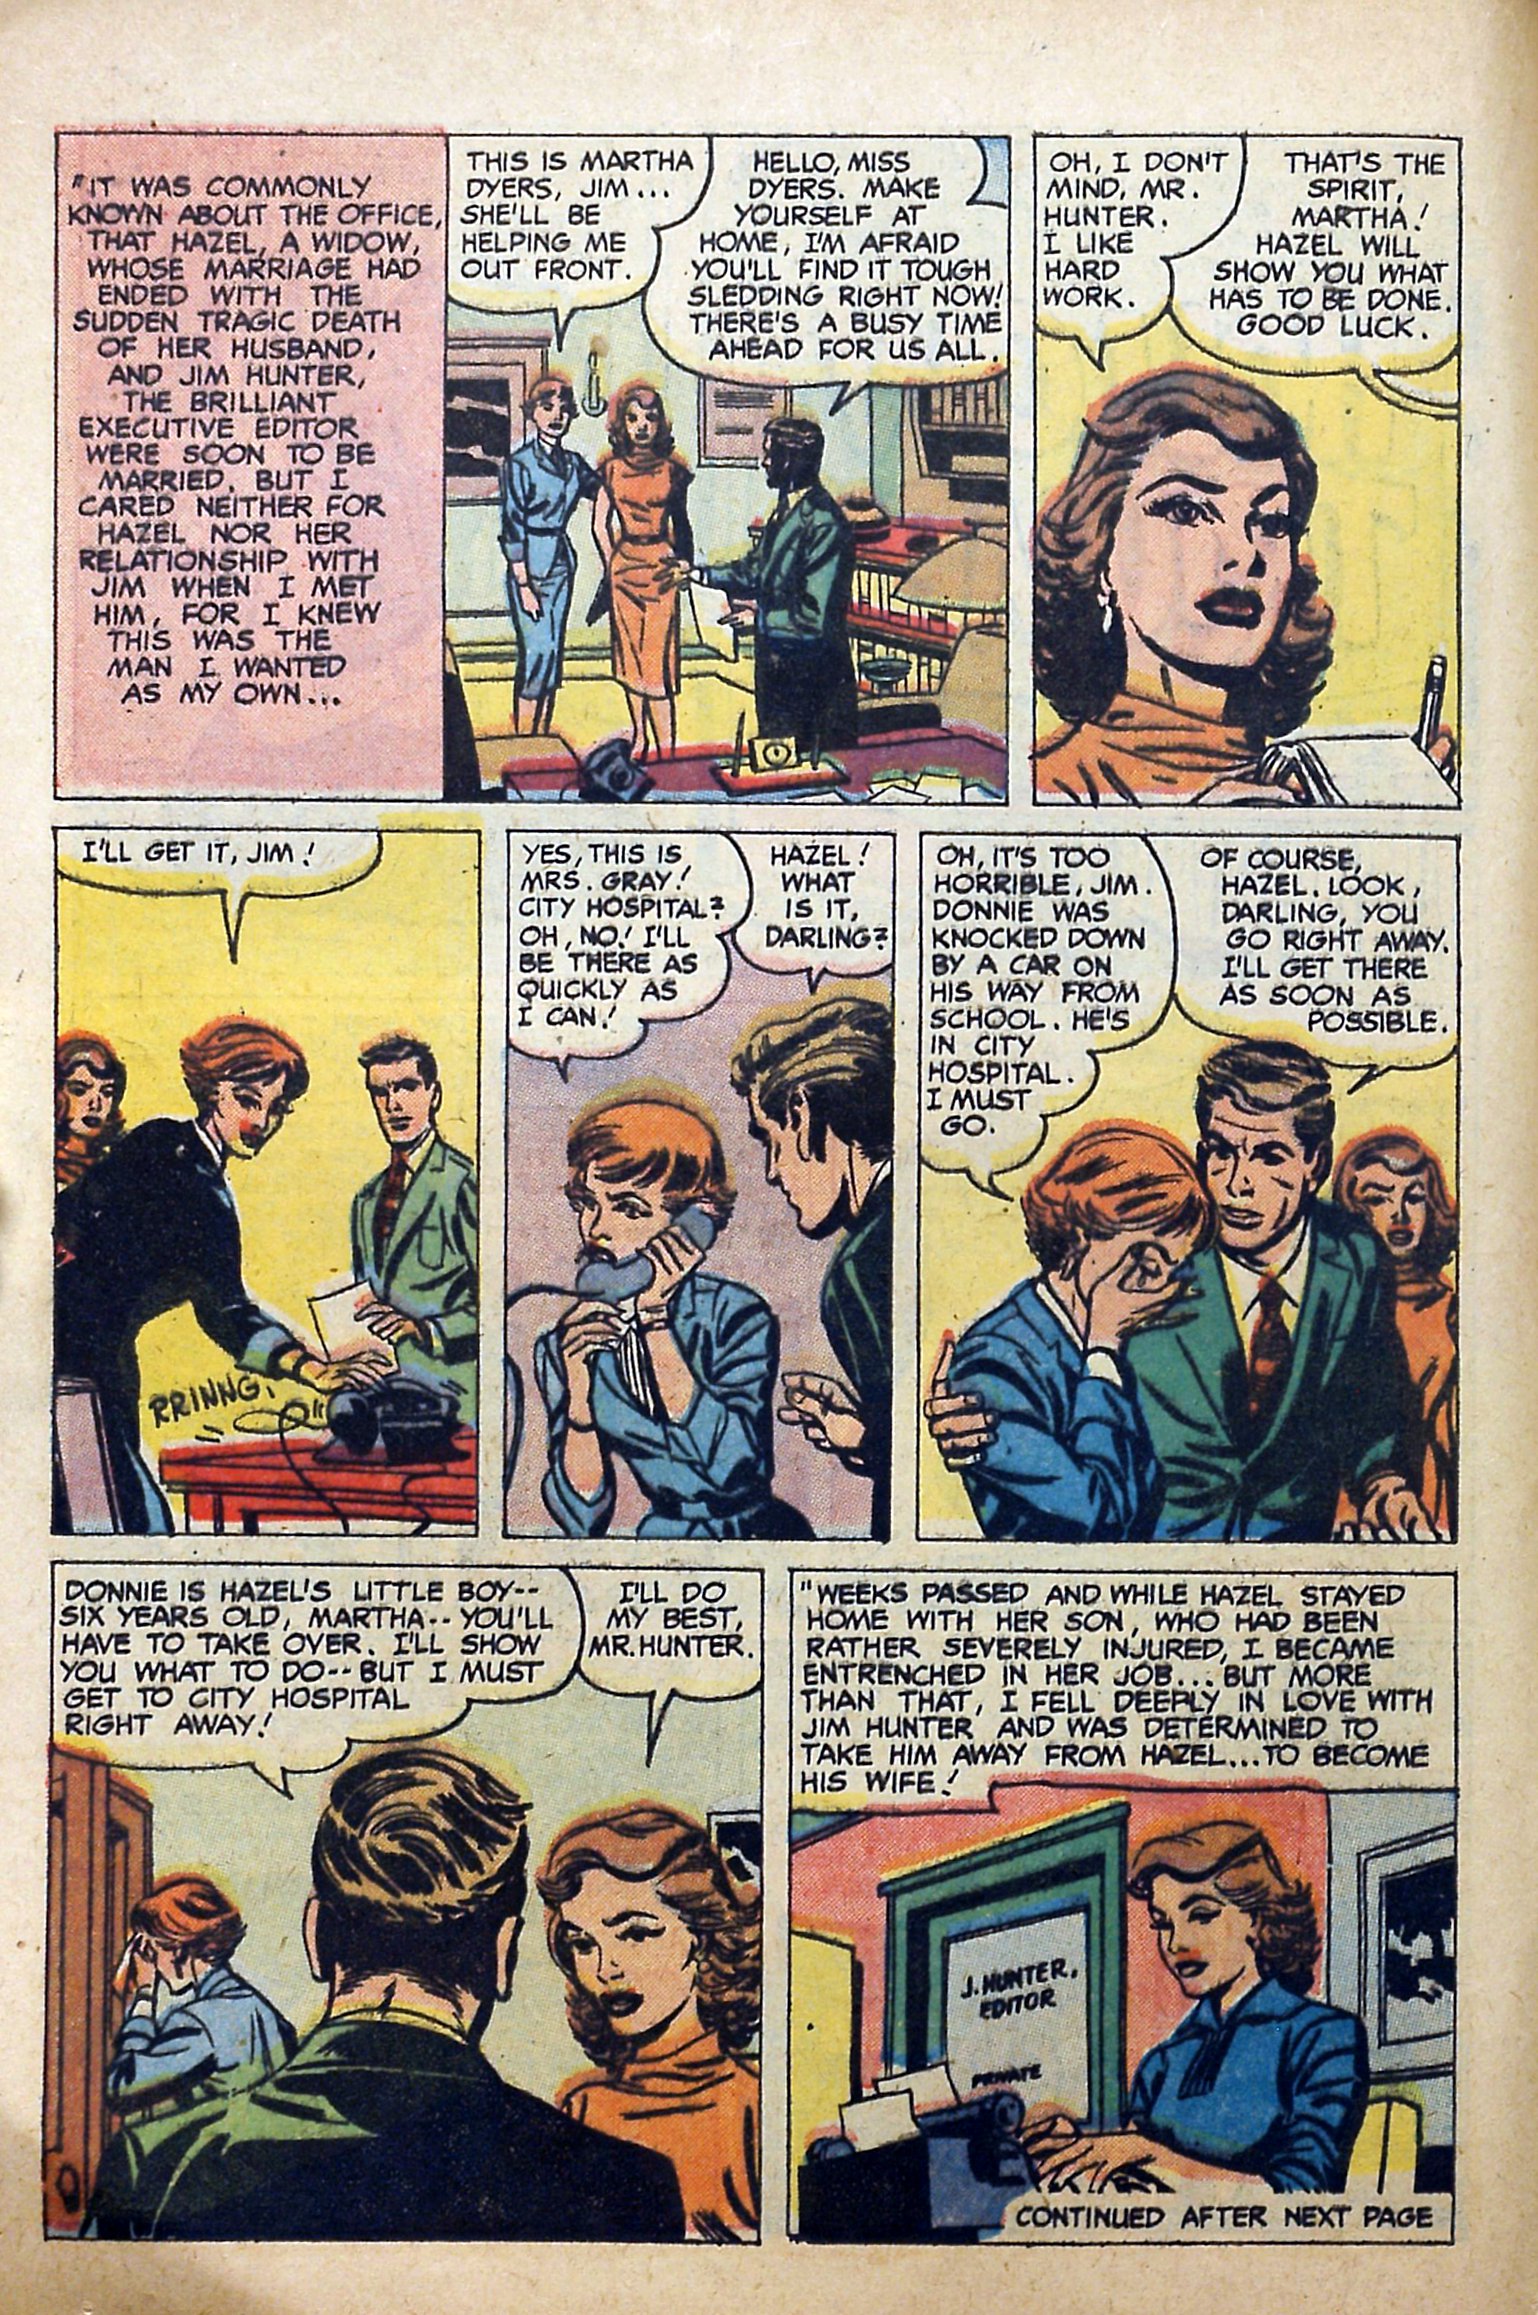 "IT WAS COMMONLY
KNOWN ABOUT THE OFFICE,
THAT HAZEL, A WIDOW,
WHOSE MARRIAGE HAD
ENDED WITH THE
SUDDEN TRAGIC DEATH
OF HER HUSBAND,
AND JIM HUNTER,
THE BRILLIANT
EXECUTIVE EDITOR
WERE SOON TO BE
MARRIED. BUT I
CARED NEITHER FOR
HAZEL NOR HER
RELATIONSHIP WITH
JIM WHEN I MET
HIM, FOR I KNEW
THIS WAS THE
MAN I WANTED
AS MY OWN...
THIS IS MARTHA
DYERS, JIM...
SHE'LL BE
HELPING ME
OUT FRONT.
HELLO, MISS
DYERS. MAKE
YOURSELF AT
HOME, I'M AFRAID
YOU'LL FIND IT TOUGH
SLEDDING RIGHT NOW!
THERE'S A BUSY TIME
AHEAD FOR US ALL.
OH, I DON'T
MIND, MR.
HUNTER.
I LIKE
HARD
WORK.
THAT'S THE
SPIRIT,
MARTHA!
HAZEL WILL
SHOW YOU WHAT
HAS TO BE DONE.
GOOD LUCK.
I'LL GET IT, JIM!
RRINNG.
YES, THIS IS
MRS. GRAY!
CITY HOSPITAL?
OH, NO! I'LL
BE THERE AS
QUICKLY AS
I CAN!
HAZEL!
WHAT
IS IT,
DARLING?
OH, IT'S TOO
HORRIBLE, JIM.
DONNIE WAS
KNOCKED DOWN
BY A CAR ON
HIS WAY FROM
SCHOOL. HE'S
IN CITY
HOSPITAL.
I MUST
GO.
OF COURSE,
HAZEL. LOOK,
DARLING, YOU
GO RIGHT AWAY.
I'LL GET THERE
AS SOON AS
POSSIBLE.
DONNIE IS HAZEL'S LITTLE BOY--
SIX YEARS OLD, MARTHA-- YOU'LL
HAVE TO TAKE OVER. I'LL SHOW
YOU WHAT TO DO-- BUT I MUST
GET TO CITY HOSPITAL
RIGHT AWAY!
I'LL DO
MY BEST,
MR. HUNTER.
"WEEKS PASSED AND WHILE HAZEL STAYED
HOME WITH HER SON, WHO HAD BEEN
RATHER SEVERELY INJURED, I BECAME
ENTRENCHED IN HER JOB... BUT MORE
THAN THAT, I FELL DEEPLY IN LOVE WITH
JIM HUNTER AND WAS DETERMINED TO
TAKE HIM AWAY FROM HAZEL...TO BECOME
HIS WIFE!
J. HUNTER.
EDITOR
PRIVATE
CONTINUED AFTER NEXT PAGE